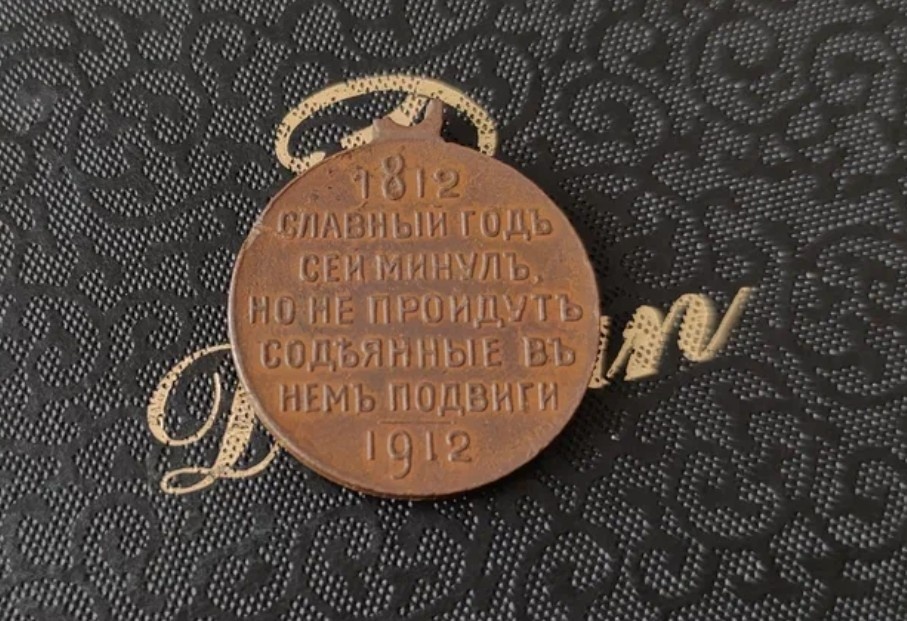 1812
СЛАВНЫЙ ГОДЪ
СЕЙ МИНУЛЪ,
НО НЕ ПРОЙДУТЪ
СОДѢЯННЫЕ ВЪ
НЕМЪ ПОДВИГИ
1912